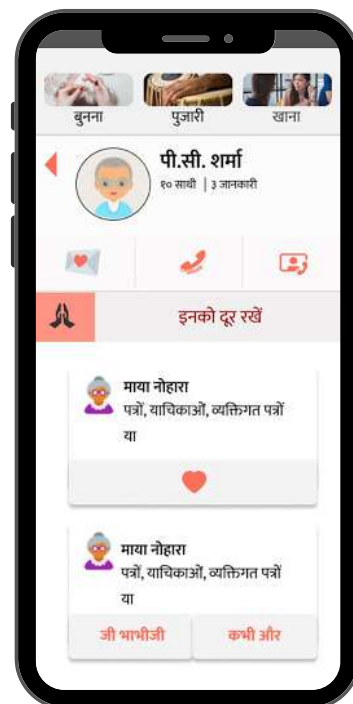 बुनना पुजारी खाना
पी.सी. शर्मा
१० साथी | ३ जानकारी
इनको दूर रखें
माया नोहारा
पत्रों, याचिकाओं, व्यक्तिगत पत्रों
या
माया नोहारा
पत्रों, याचिकाओं, व्यक्तिगत पत्रों
या
जी भाभीजी कभी और